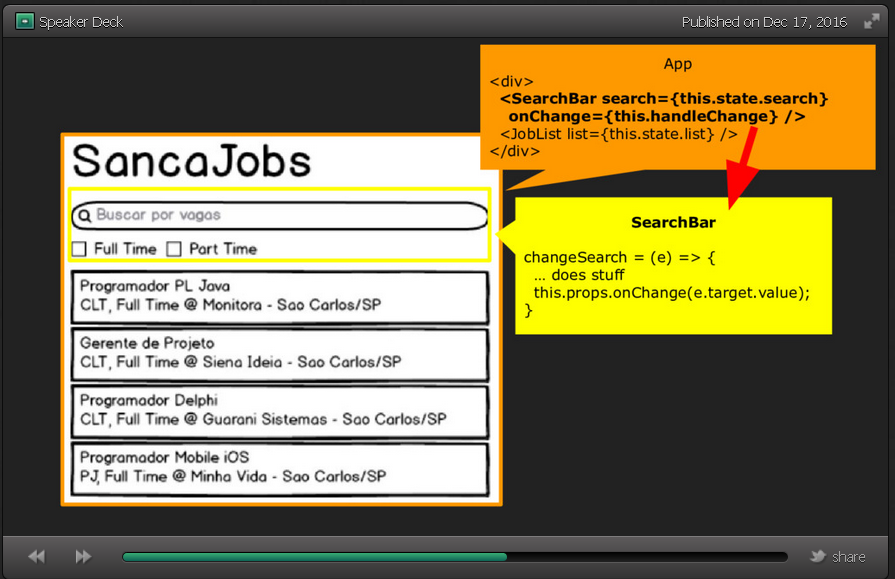 Speaker Deck
Published on Dec 17, 2016
App
<div>
<SearchBar search={this.state.search}
onChange={this.handleChange} />
<JobList list={this.state.list} />
</div>
SancaJobs
Buscar por vagas
Full Time
Part Time
Programador PL Java
CLT, Full Time @ Monitora - Sao Carlos/SP
Gerente de Projeto
CLT, Full Time @ Siena Ideia - Sao Carlos/SP
Programador Delphi
CLT, Full Time @ Guarani Sistemas - Sao Carlos/SP
Programador Mobile iOS
PJ, Full Time @ Minha Vida - Sao Carlos/SP
SearchBar
changeSearch = (e) => {
... does stuff
this.props.onChange(e.target.value);
}
share